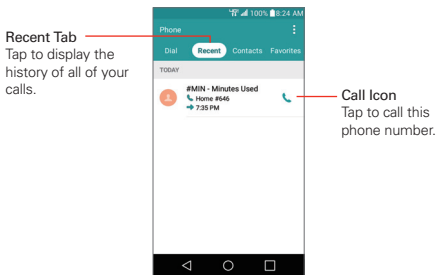 4G 100% 8:24 AM
Phone
Dial Recent Contacts Favorites
TODAY
#MIN - Minutes Used
Home #646
7:35 PM
Recent Tab
Tap to display the
history of all of your
calls.
Call Icon
Tap to call this
phone number.